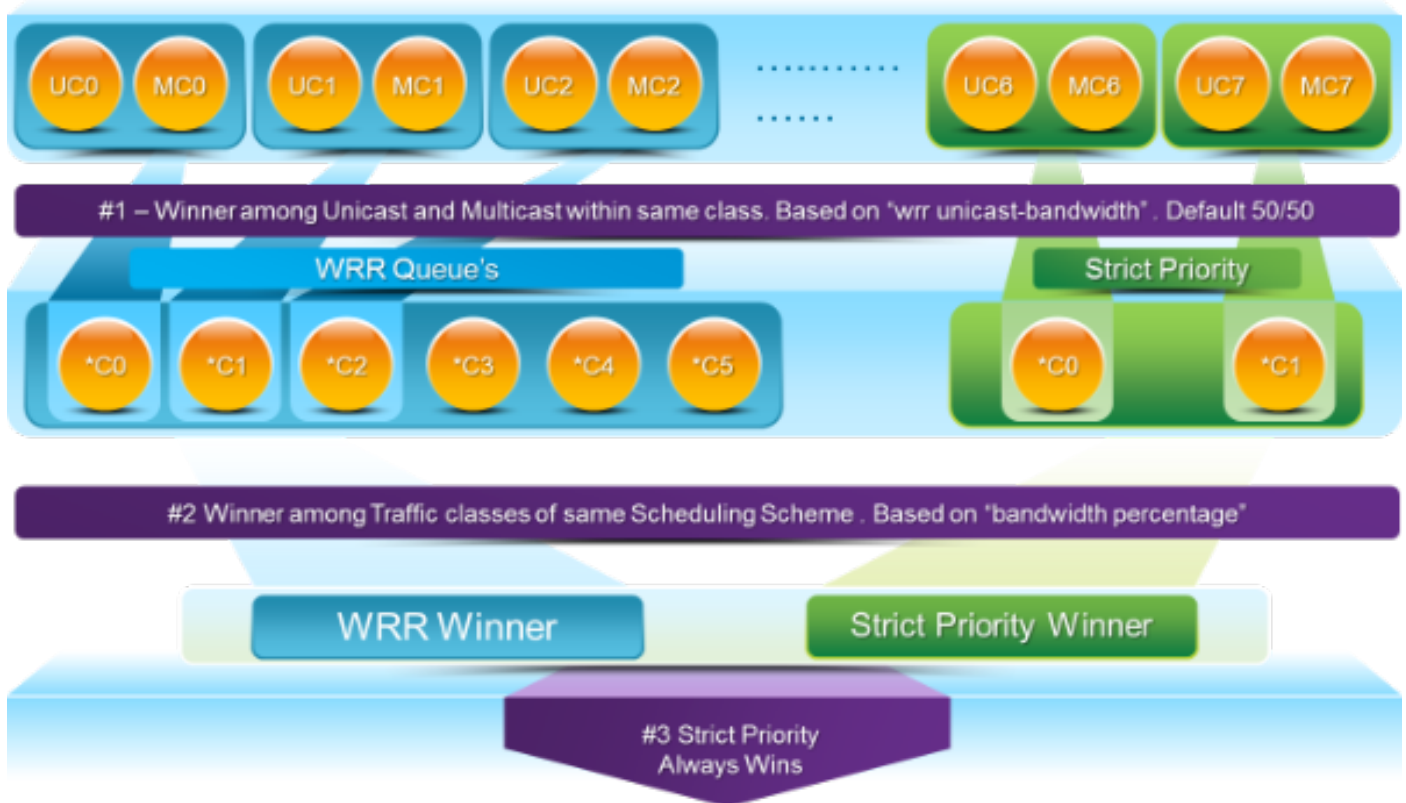 UC0 MC0 UC1 MC1 UC2 MC2 ........... UC6 MC6 UC7 MC7
......
#1 – Winner among Unicast and Multicast within same class. Based on “wrr unicast-bandwidth” . Default 50/50
WRR Queue's Strict Priority
*C0 *C1 *C2 *C3 *C4 *C5 *C0 *C1
#2 Winner among Traffic classes of same Scheduling Scheme . Based on “bandwidth percentage”
WRR Winner Strict Priority Winner
#3 Strict Priority
Always Wins